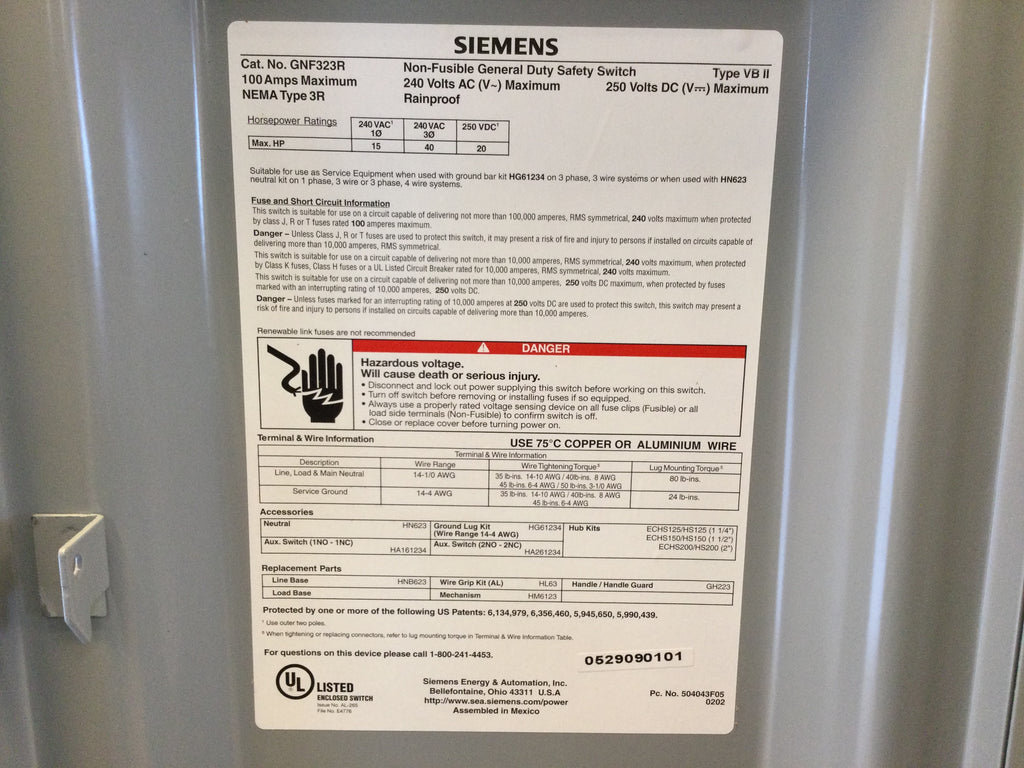 SIEMENS
Cat. No. GNF323R
100 Amps Maximum
NEMA Type 3R
Non-Fusible General Duty Safety Switch
240 Volts AC (V~) Maximum
Rainproof
Type VB II
250 Volts DC (V⎓) Maximum
Horsepower Ratings
240 VAC¹ 1Ø
240 VAC 3Ø
250 VDC¹
Max. HP 15 40 20
Suitable for use as Service Equipment when used with ground bar kit HG61234 on 3 phase, 3 wire systems or when used with HN623
neutral kit on 1 phase, 3 wire or 3 phase, 4 wire systems.
Fuse and Short Circuit Information
This switch is suitable for use on a circuit capable of delivering not more than 100,000 amperes, RMS symmetrical, 240 volts maximum when protected
by class J, R or T fuses rated 100 amperes maximum.
Danger – Unless Class J, R or T fuses are used to protect this switch, it may present a risk of fire and injury to persons if installed on circuits capable of
delivering more than 10,000 amperes, RMS symmetrical.
This switch is suitable for use on a circuit capable of delivering not more than 10,000 amperes, RMS symmetrical, 240 volts maximum, when protected
by Class K fuses, Class H fuses or a UL Listed Circuit Breaker rated for 10,000 amperes, RMS symmetrical, 240 volts maximum.
This switch is suitable for use on a circuit capable of delivering not more than 10,000 amperes, 250 volts DC maximum, when protected by fuses
marked with an interrupting rating of 10,000 amperes, 250 volts DC.
Danger – Unless fuses marked for an interrupting rating of 10,000 amperes at 250 volts DC are used to protect this switch, this switch may present a
risk of fire and injury to persons if installed on circuits capable of delivering more than 10,000 amperes.
Renewable link fuses are not recommended
DANGER
Hazardous voltage.
Will cause death or serious injury.
• Disconnect and lock out power supplying this switch before working on this switch.
• Turn off switch before removing or installing fuses if so equipped.
• Always use a properly rated voltage sensing device on all fuse clips (Fusible) or all
load side terminals (Non-Fusible) to confirm switch is off.
• Close or replace cover before turning power on.
Terminal & Wire Information
USE 75°C COPPER OR ALUMINIUM WIRE
Terminal & Wire Information
Description Wire Range Wire Tightening Torque⁵ Lug Mounting Torque⁵
Line, Load & Main Neutral 14-1/0 AWG 35 lb-ins. 14-10 AWG / 40lb-ins. 8 AWG 80 lb-ins.
45 lb-ins. 6-4 AWG / 50 lb-ins. 3-1/0 AWG
Service Ground 14-4 AWG 35 lb-ins. 14-10 AWG / 40lb-ins. 8 AWG 24 lb-ins.
45 lb-ins. 6-4 AWG
Accessories
Neutral HN623
Aux. Switch (1NO - 1NC)
HA161234
Ground Lug Kit HG61234
(Wire Range 14-4 AWG)
Aux. Switch (2NO - 2NC)
HA261234
Hub Kits ECHS125/HS125 (1 1/4")
ECHS150/HS150 (1 1/2")
ECHS200/HS200 (2")
Replacement Parts
Line Base HNB623 Wire Grip Kit (AL) HL63 Handle / Handle Guard GH223
Load Base Mechanism HM6123
Protected by one or more of the following US Patents: 6,134,979, 6,356,460, 5,945,650, 5,990,439.
¹ Use outer two poles.
⁵ When tightening or replacing connectors, refer to lug mounting torque in Terminal & Wire Information Table.
For questions on this device please call 1-800-241-4453.
0529090101
UL LISTED
ENCLOSED SWITCH
Issue No. AL-265
File No. E4776
Siemens Energy & Automation, Inc.
Bellefontaine, Ohio 43311 U.S.A
http://www.sea.siemens.com/power
Assembled in Mexico
Pc. No. 504043F05
0202